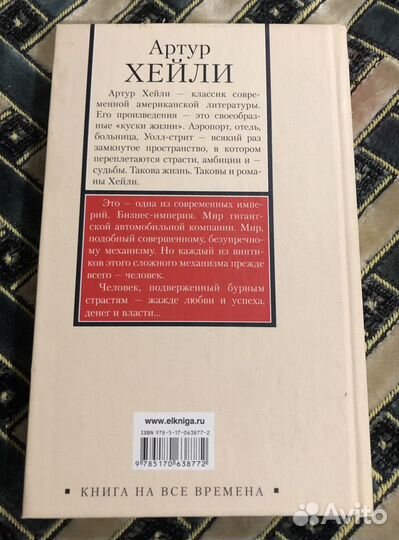 Артур
ХЕЙЛИ
Артур Хейли — классик совре-
менной американской литературы.
Его произведения — это своеобраз-
ные «куски жизни». Аэропорт, отель,
больница, Уолл-стрит — всякий раз
замкнутое пространство, в котором
переплетаются страсти, амбиции и —
судьбы. Такова жизнь. Таковы и рома-
ны Хейли.
Это — одна из современных импе-
рий. Бизнес-империя. Мир гигант-
ской автомобильной компании. Мир,
подобный совершенному, безупречно-
му механизму. Но каждый из винти-
ков этого сложного механизма прежде
всего — человек.
Человек, подверженный бурным
страстям — жажде любви и успеха,
денег и власти...
www.elkniga.ru
ISBN 978-5-17-063877-2
9 785170 638772
КНИГА НА ВСЕ ВРЕМЕНА
Avito